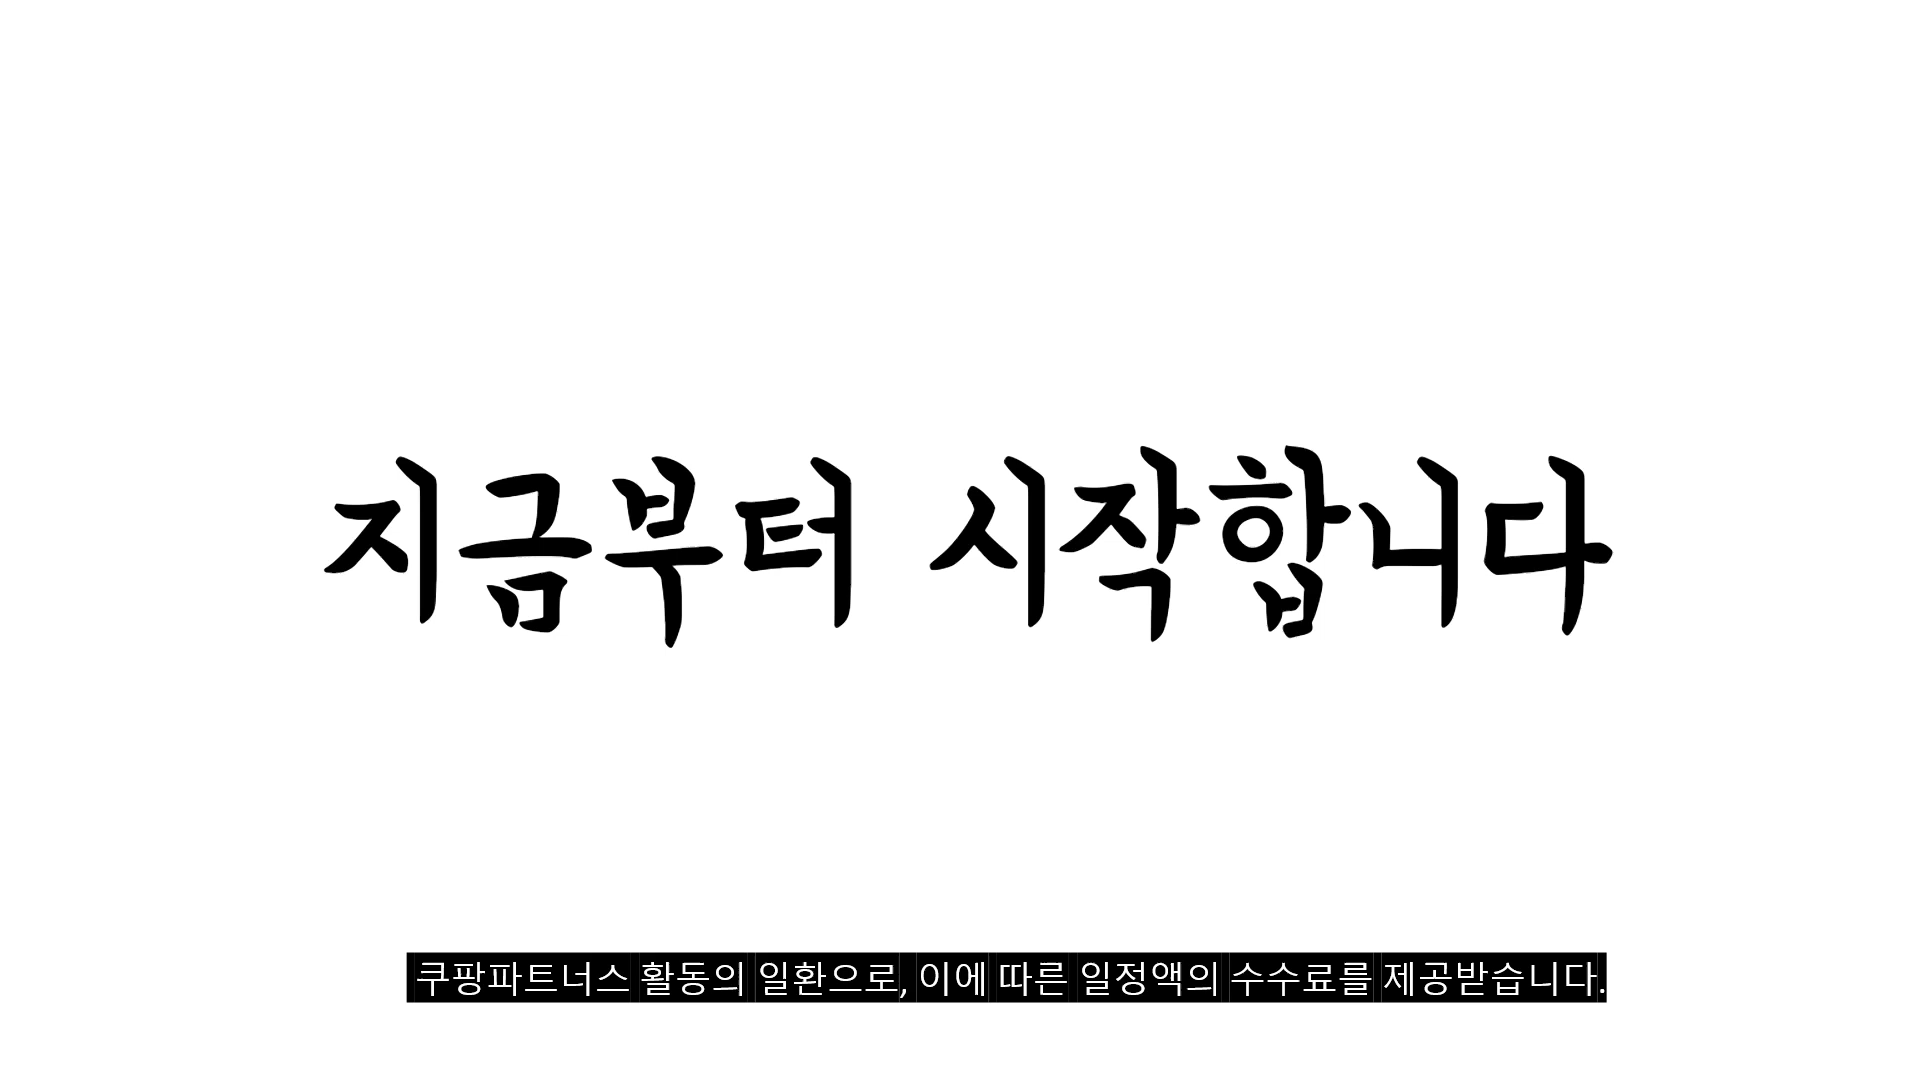 지금부터 시작합니다
쿠팡파트너스 활동의 일환으로, 이에 따른 일정액의 수수료를 제공받습니다.